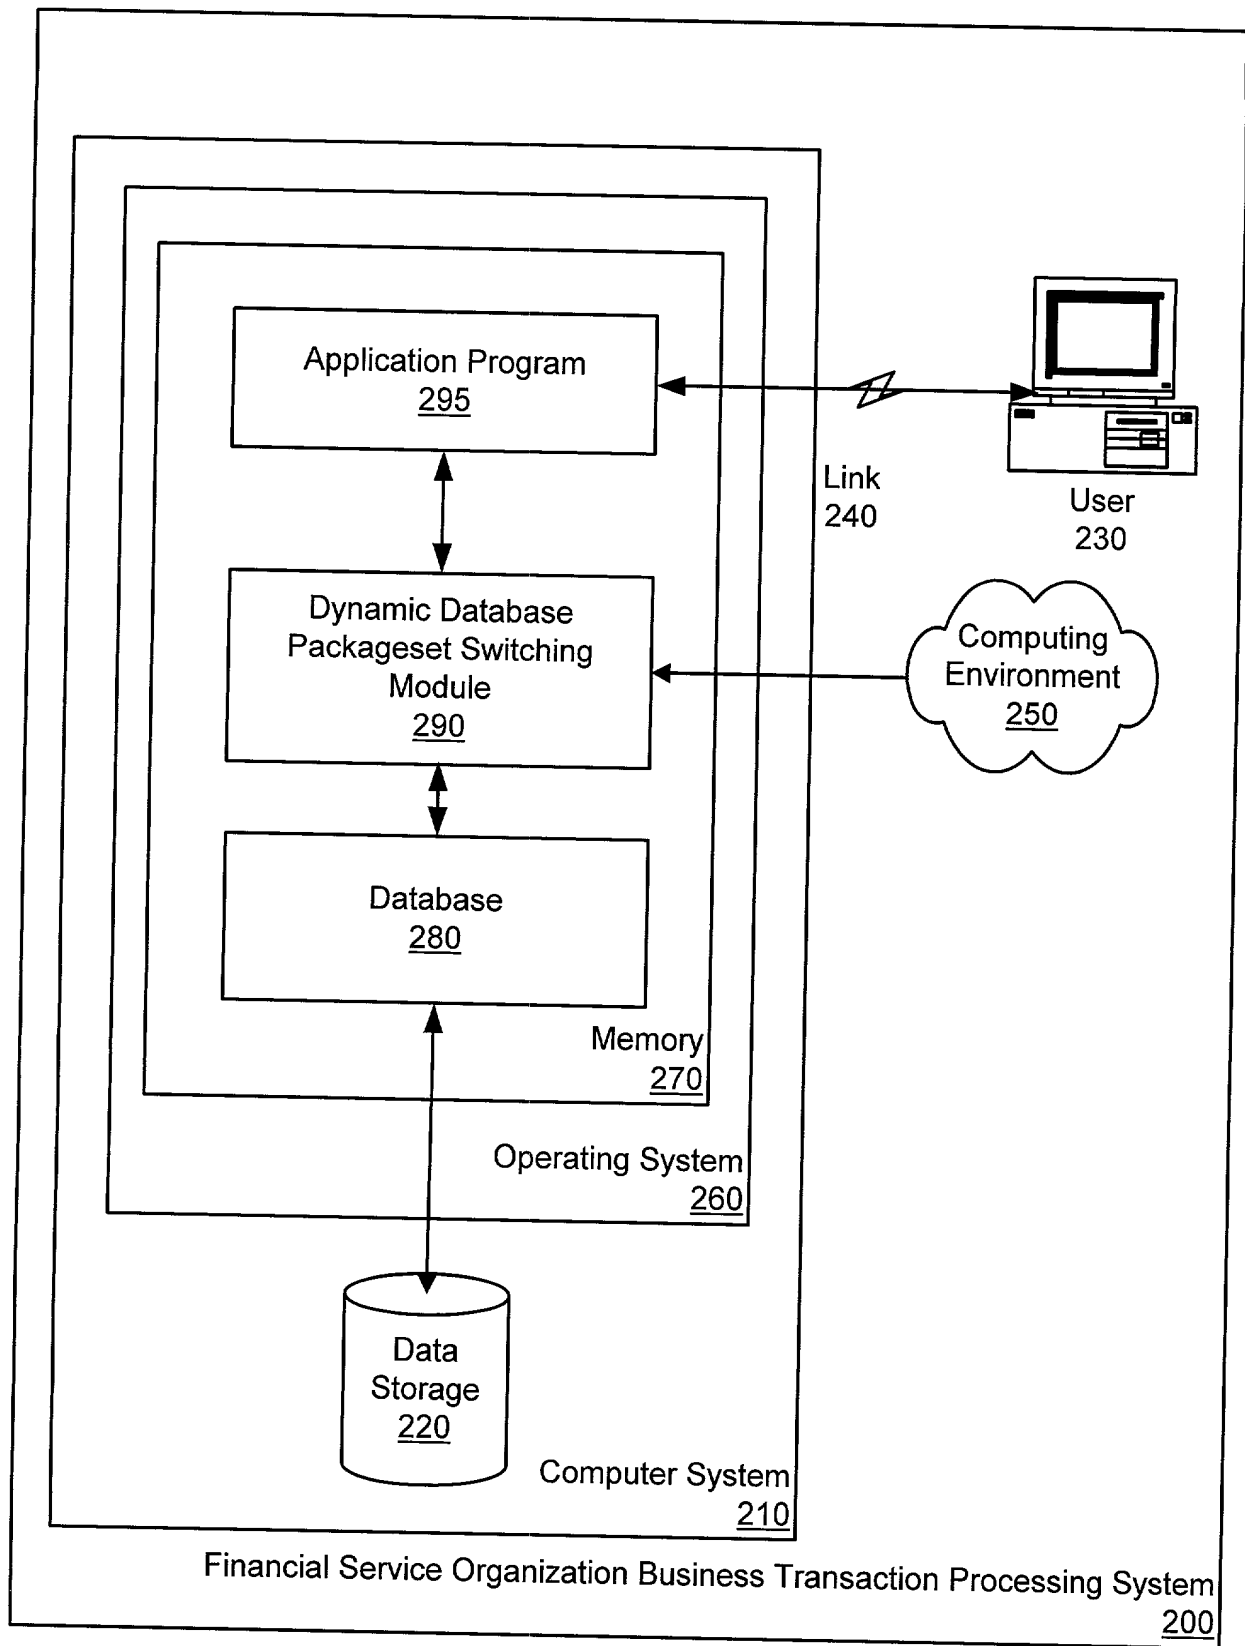 Application Program
295
Link
240
User
230
Dynamic Database
Packageset Switching
Module
290
Computing
Environment
250
Database
280
Memory
270
Operating System
260
Data
Storage
220
Computer System
210
Financial Service Organization Business Transaction Processing System
200